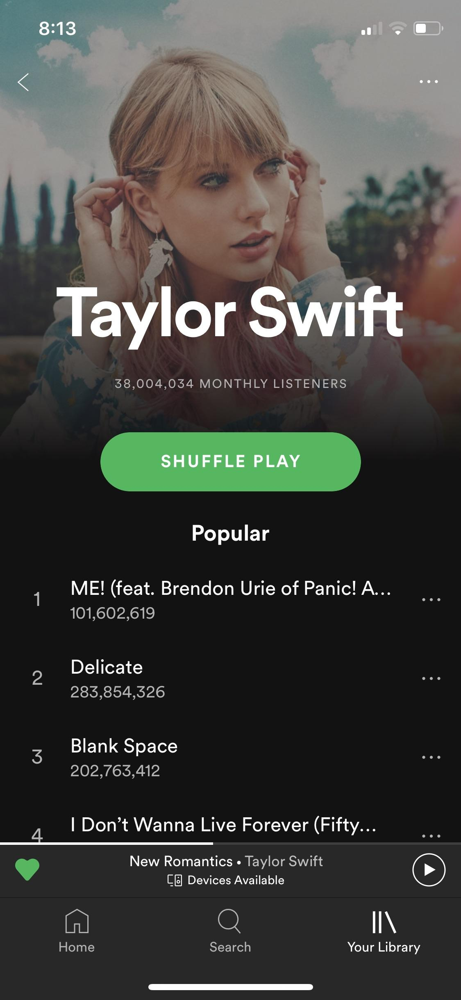 8:13
Taylor Swift
38,004,034 MONTHLY LISTENERS
SHUFFLE PLAY
Popular
1
ME! (feat. Brendon Urie of Panic! A...
101,602,619
2
Delicate
283,854,326
3
Blank Space
202,763,412
4
I Don’t Wanna Live Forever (Fifty...
New Romantics • Taylor Swift
Devices Available
Home
Search
Your Library